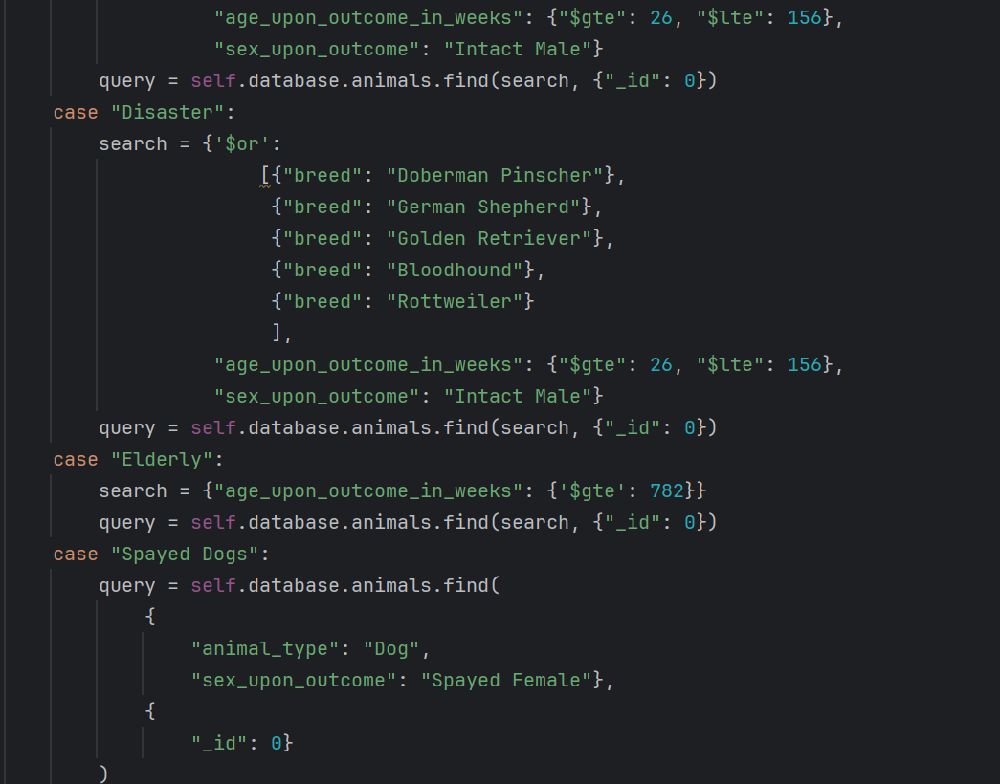 "age_upon_outcome_in_weeks": {"$gte": 26, "$lte": 156},
"sex_upon_outcome": "Intact Male"}
query = self.database.animals.find(search, {"_id": 0})
case "Disaster":
search = {'$or':
[{"breed": "Doberman Pinscher"},
{"breed": "German Shepherd"},
{"breed": "Golden Retriever"},
{"breed": "Bloodhound"},
{"breed": "Rottweiler"}
],
"age_upon_outcome_in_weeks": {"$gte": 26, "$lte": 156},
"sex_upon_outcome": "Intact Male"}
query = self.database.animals.find(search, {"_id": 0})
case "Elderly":
search = {"age_upon_outcome_in_weeks": {'$gte': 782}}
query = self.database.animals.find(search, {"_id": 0})
case "Spayed Dogs":
query = self.database.animals.find(
{
"animal_type": "Dog",
"sex_upon_outcome": "Spayed Female"},
{
"_id": 0}
)